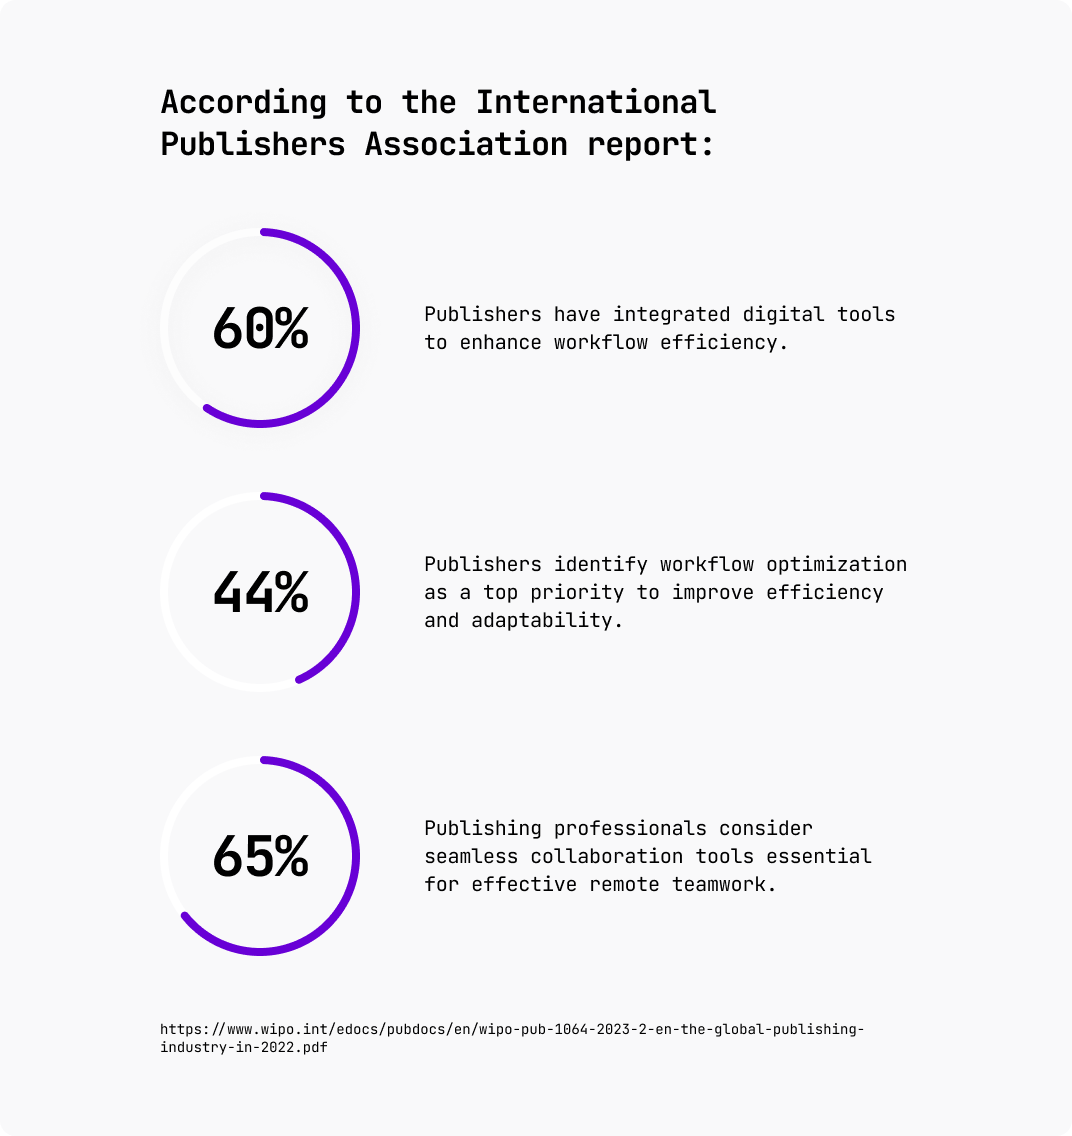 According to the International
Publishers Association report:
60%
Publishers have integrated digital tools
to enhance workflow efficiency.
44%
Publishers identify workflow optimization
as a top priority to improve efficiency
and adaptability.
65%
Publishing professionals consider
seamless collaboration tools essential
for effective remote teamwork.
https://www.wipo.int/edocs/pubdocs/en/wipo-pub-1064-2023-2-en-the-global-publishing-
industry-in-2022.pdf